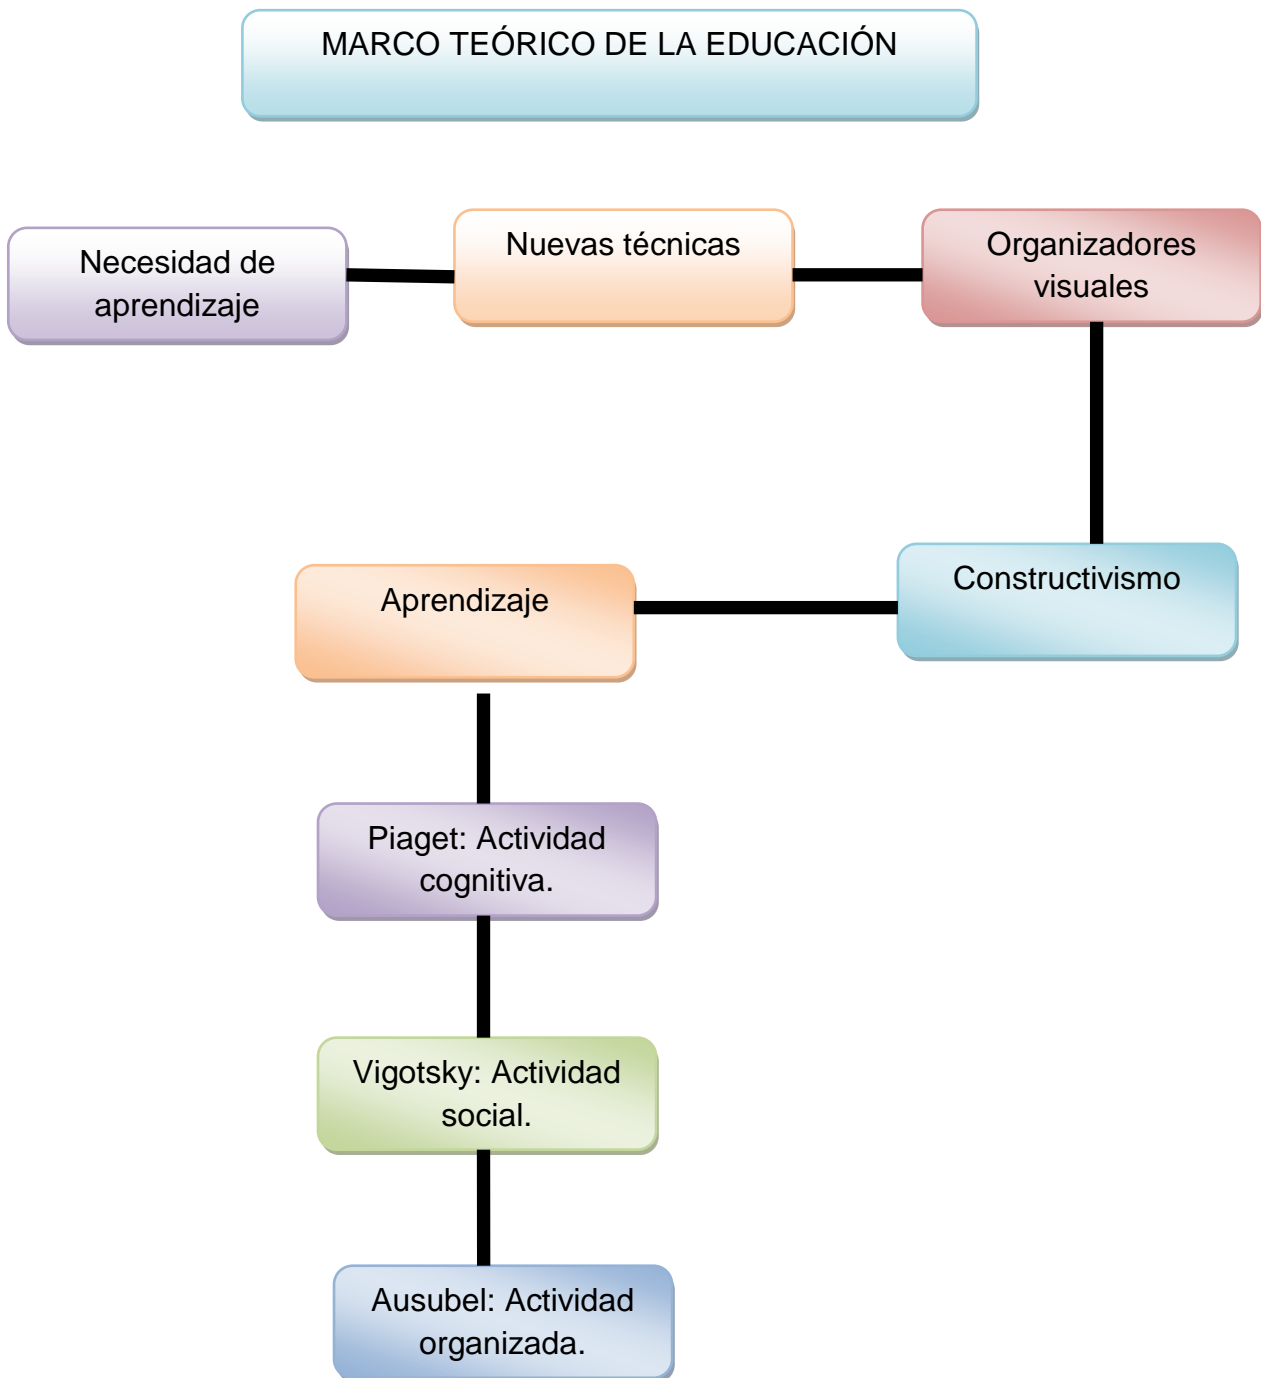 MARCO TEÓRICO DE LA EDUCACIÓN
Necesidad de
aprendizaje
Nuevas técnicas
Organizadores
visuales
Constructivismo
Aprendizaje
Piaget: Actividad
cognitiva.
Vigotsky: Actividad
social.
Ausubel: Actividad
organizada.